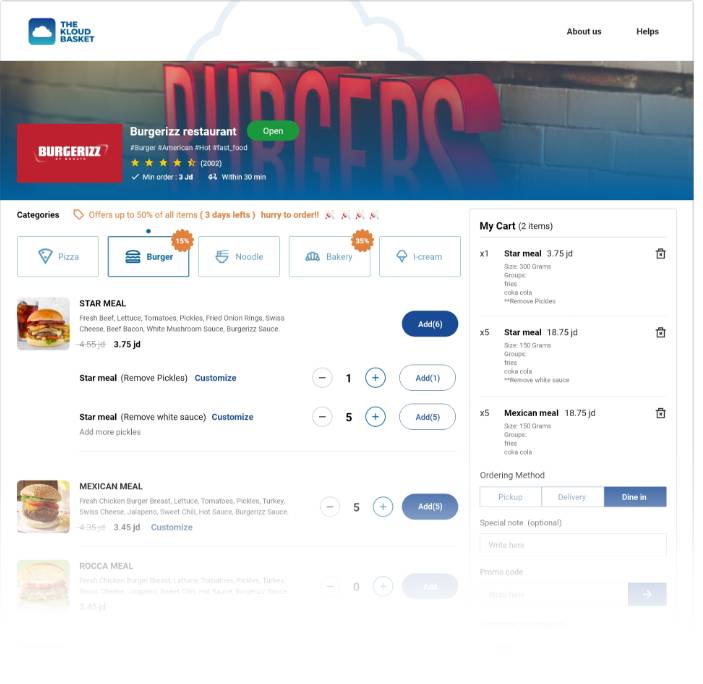 THE
KLOUD
BASKET
About us
Helps
BURGERS
BURGERIZZ
Burgerizz restaurant
Open
#Burger #American #Hot #fast_food
(2002)
Min order : 3 Jd
Within 30 min
Categories
Offers up to 50% of all items ( 3 days lefts ) hurry to order!!
Pizza
Burger
15%
Noodle
Bakery
35%
I-cream
STAR MEAL
Fresh Beef, Lettuce, Tomatoes, Pickles, Fried Onion Rings, Swiss
Cheese, Beef Bacon, White Mushroom Sauce, Burgerizz Sauce.
4.55 jd 3.75 jd
Add(6)
Star meal (Remove Pickles) Customize
− 1 +
Add(1)
Star meal (Remove white sauce) Customize
Add more pickles
− 5 +
Add(5)
MEXICAN MEAL
Fresh Chicken Burger Breast, Lettuce, Tomatoes, Pickles, Turkey,
Swiss Cheese, Jalapeno, Sweet Chili, Hot Sauce, Burgerizz Sauce.
4.35 jd 3.45 jd Customize
− 5 +
Add(5)
ROCCA MEAL
Fresh Chicken Burger Breast, Lettuce, Tomatoes, Pickles, Turkey,
Swiss Cheese, Jalapeno, Sweet Chili, Hot Sauce, Burgerizz Sauce.
3.45 jd
− 0 +
Add
My Cart (2 items)
x1 Star meal 3.75 jd
Size: 300 Grams
Groups:
fries
coka cola
**Remove Pickles
x5 Star meal 18.75 jd
Size: 150 Grams
Groups:
fries
coka cola
**Remove white sauce
x5 Mexican meal 18.75 jd
Size: 150 Grams
Groups:
fries
coka cola
Ordering Method
Pickup
Delivery
Dine in
Special note (optional)
Write here
Promo code
Write here